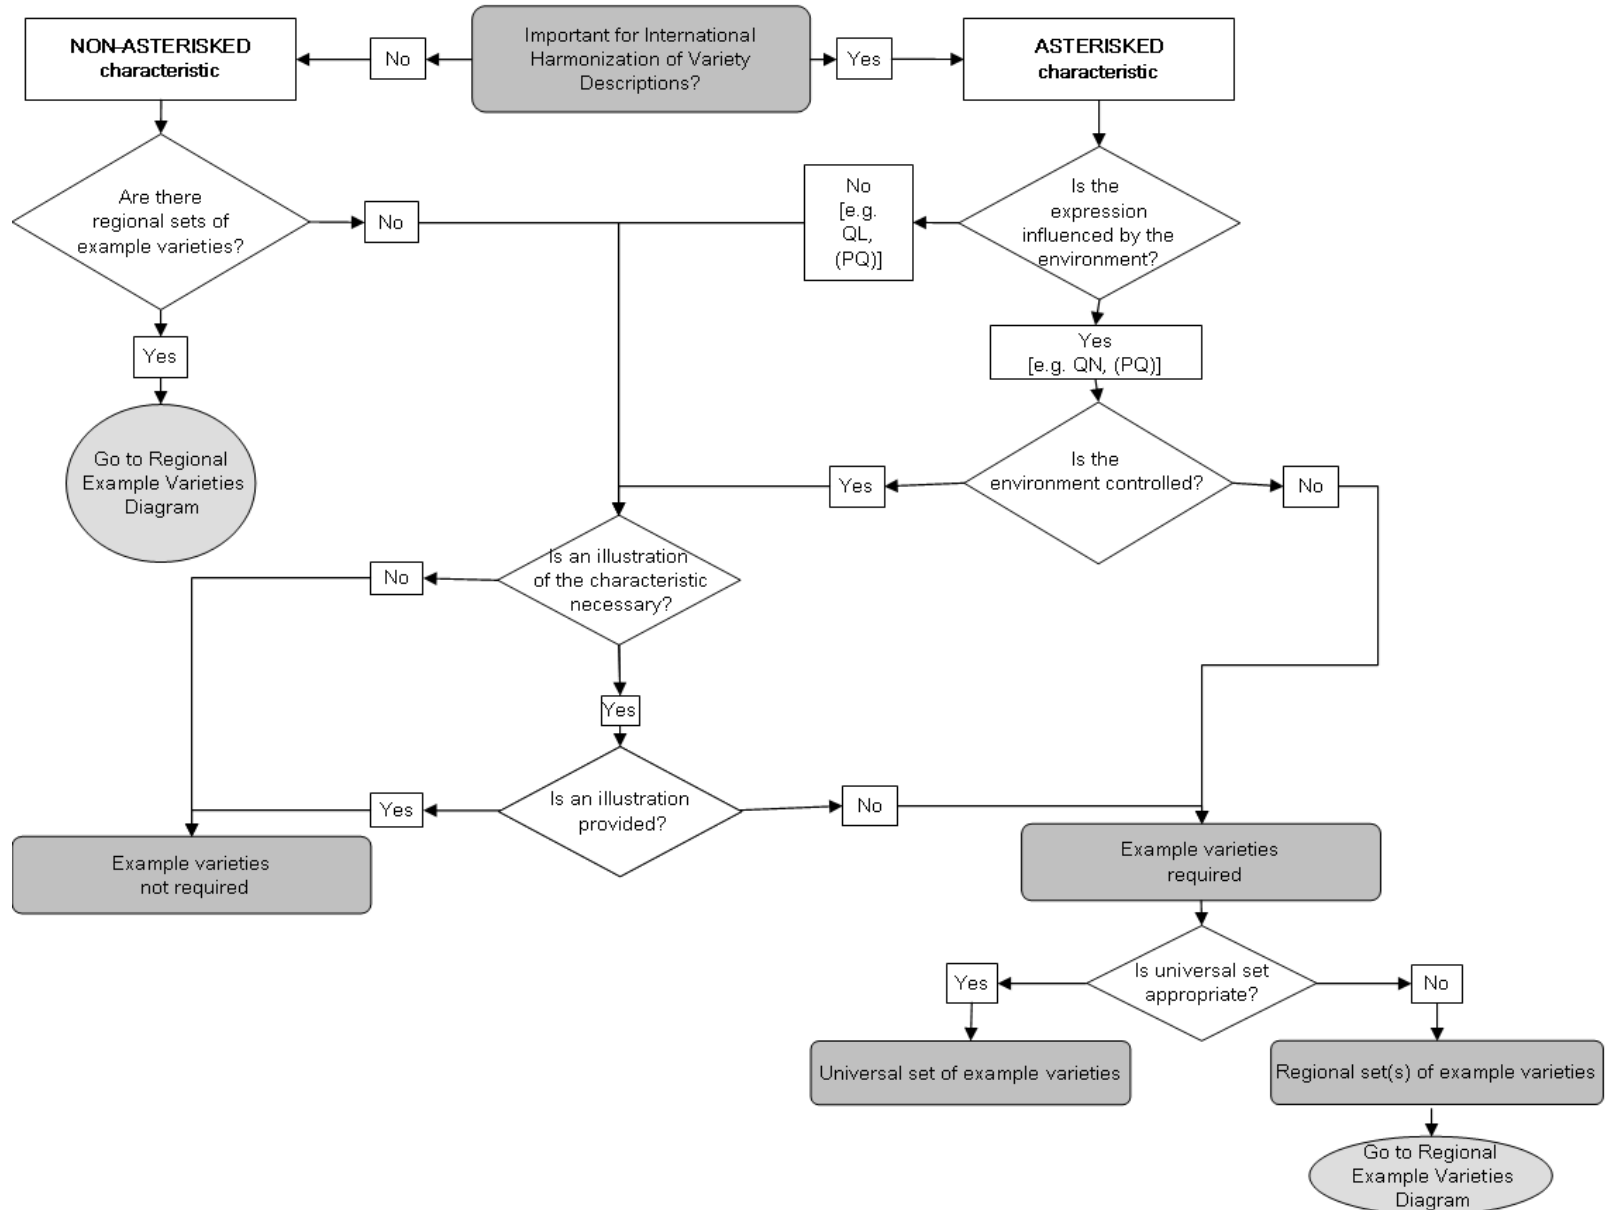 NON-ASTERISKED
characteristic
No
Important for International
Harmonization of Variety
Descriptions?
Yes
ASTERISKED
characteristic
Are there
regional sets of
example varieties?
No
No
[e.g.
QL,
(PQ)]
Is the
expression
influenced by the
environment?
Yes
Yes
[e.g. QN, (PQ)]
Go to Regional
Example Varieties
Diagram
Yes
Is the
environment controlled?
No
No
Is an illustration
of the characteristic
necessary?
Yes
Yes
Is an illustration
provided?
No
Example varieties
not required
Example varieties
required
Yes
Is universal set
appropriate?
No
Universal set of example varieties
Regional set(s) of example varieties
Go to Regional
Example Varieties
Diagram